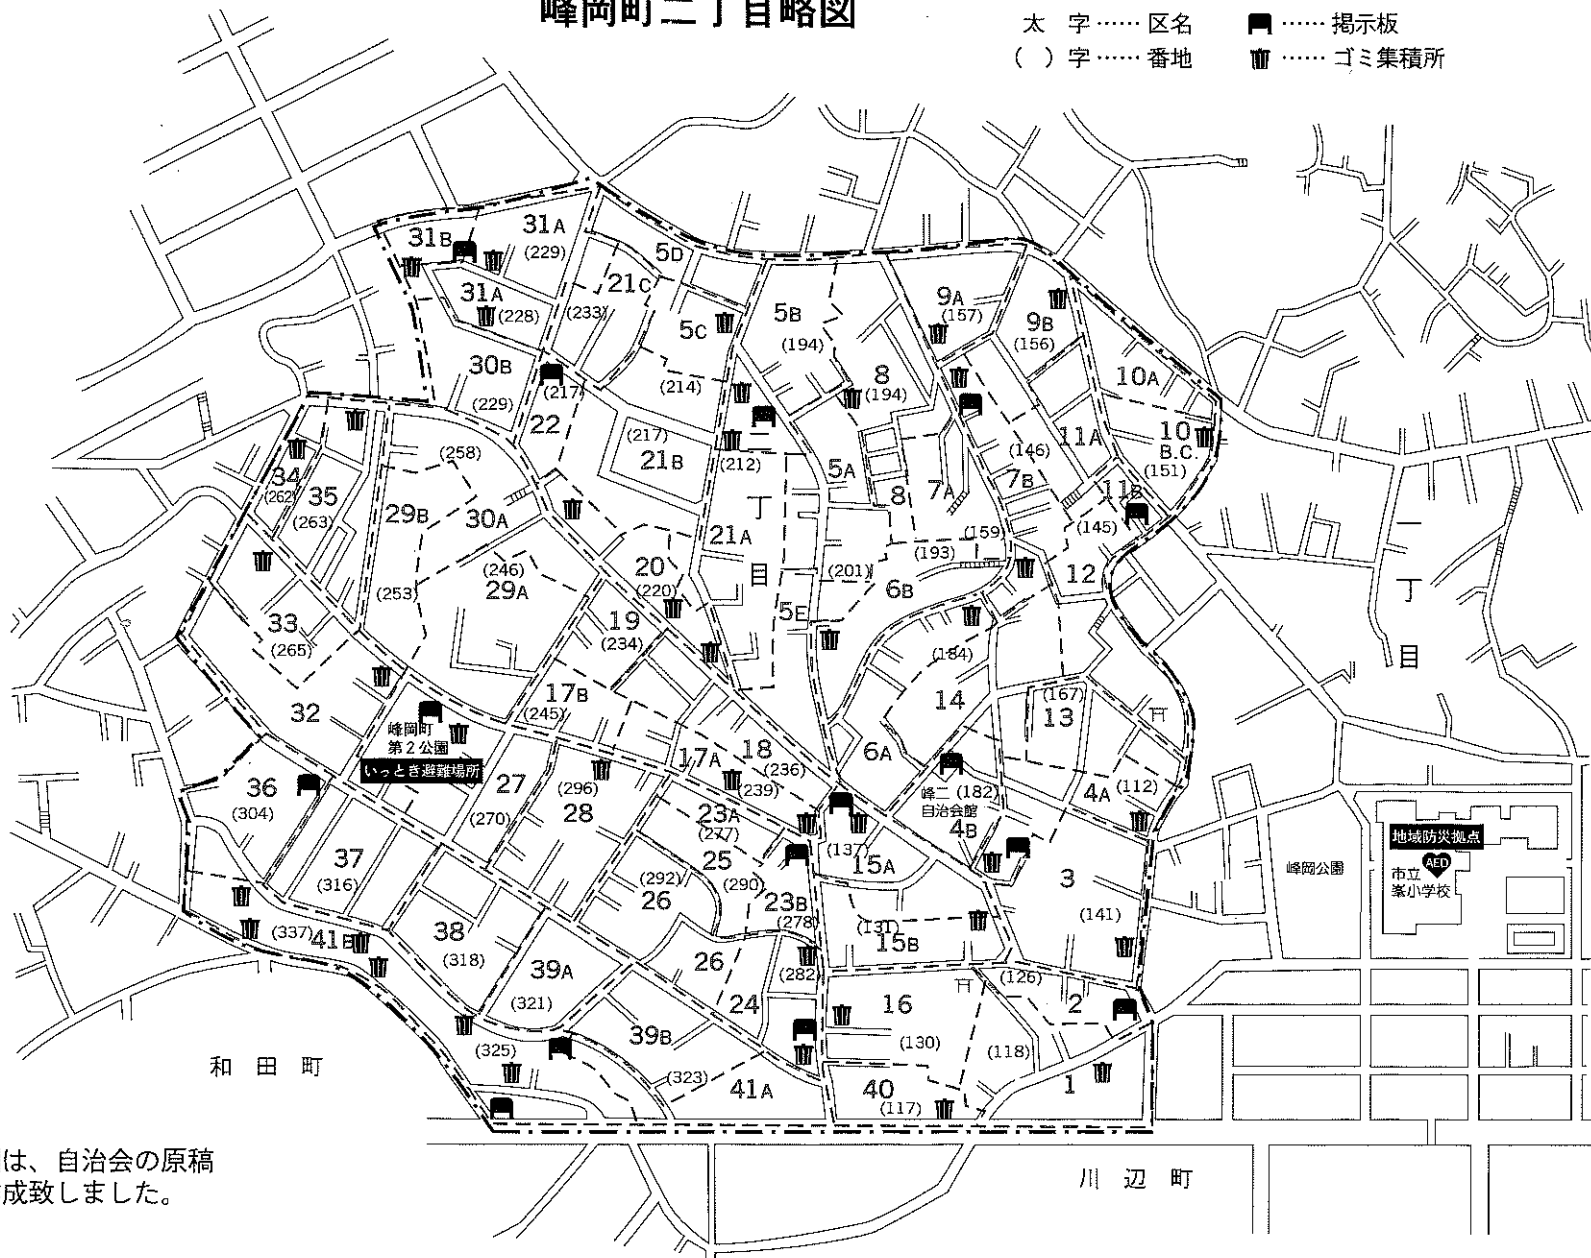 峰岡町二丁目略図
太　字……区名
……掲示板
（　）字……番地
……ゴミ集積所
31A
(229)
31B
5D
21C
31A
(228)
(233)
5C
5B
(194)
9A
(157)
9B
(156)
30B
(229)
(217)
(214)
8
(194)
10A
22
(217)
21B
(212)
二丁目
(258)
5A
(146)
11A
10
B.C.
(151)
34
(262)
35
(263)
29B
30A
8
7A
7B
11B
(145)
21A
(159)
(193)
12
20
(220)
(201)
6B
(246)
29A
(253)
5E
19
(234)
33
(265)
一丁目
(184)
14
(167)
13
17B
(245)
32
峰岡町
第2公園
いっとき避難場所
18
(236)
17A
(239)
6A
峰二
自治会館
(182)
4A
(112)
36
(304)
27
(270)
(296)
28
23A
(277)
4B
(137)
15A
25
(290)
37
(316)
(292)
26
23B
(278)
3
(141)
峰岡公園
地域防災拠点
AED
市立
峯小学校
(337)
41B
38
(318)
(131)
15B
39A
(321)
26
(282)
(126)
24
16
(130)
2
39B
(325)
(323)
(118)
41A
40
(117)
1
和田町
川辺町
は、自治会の原稿
成致しました。